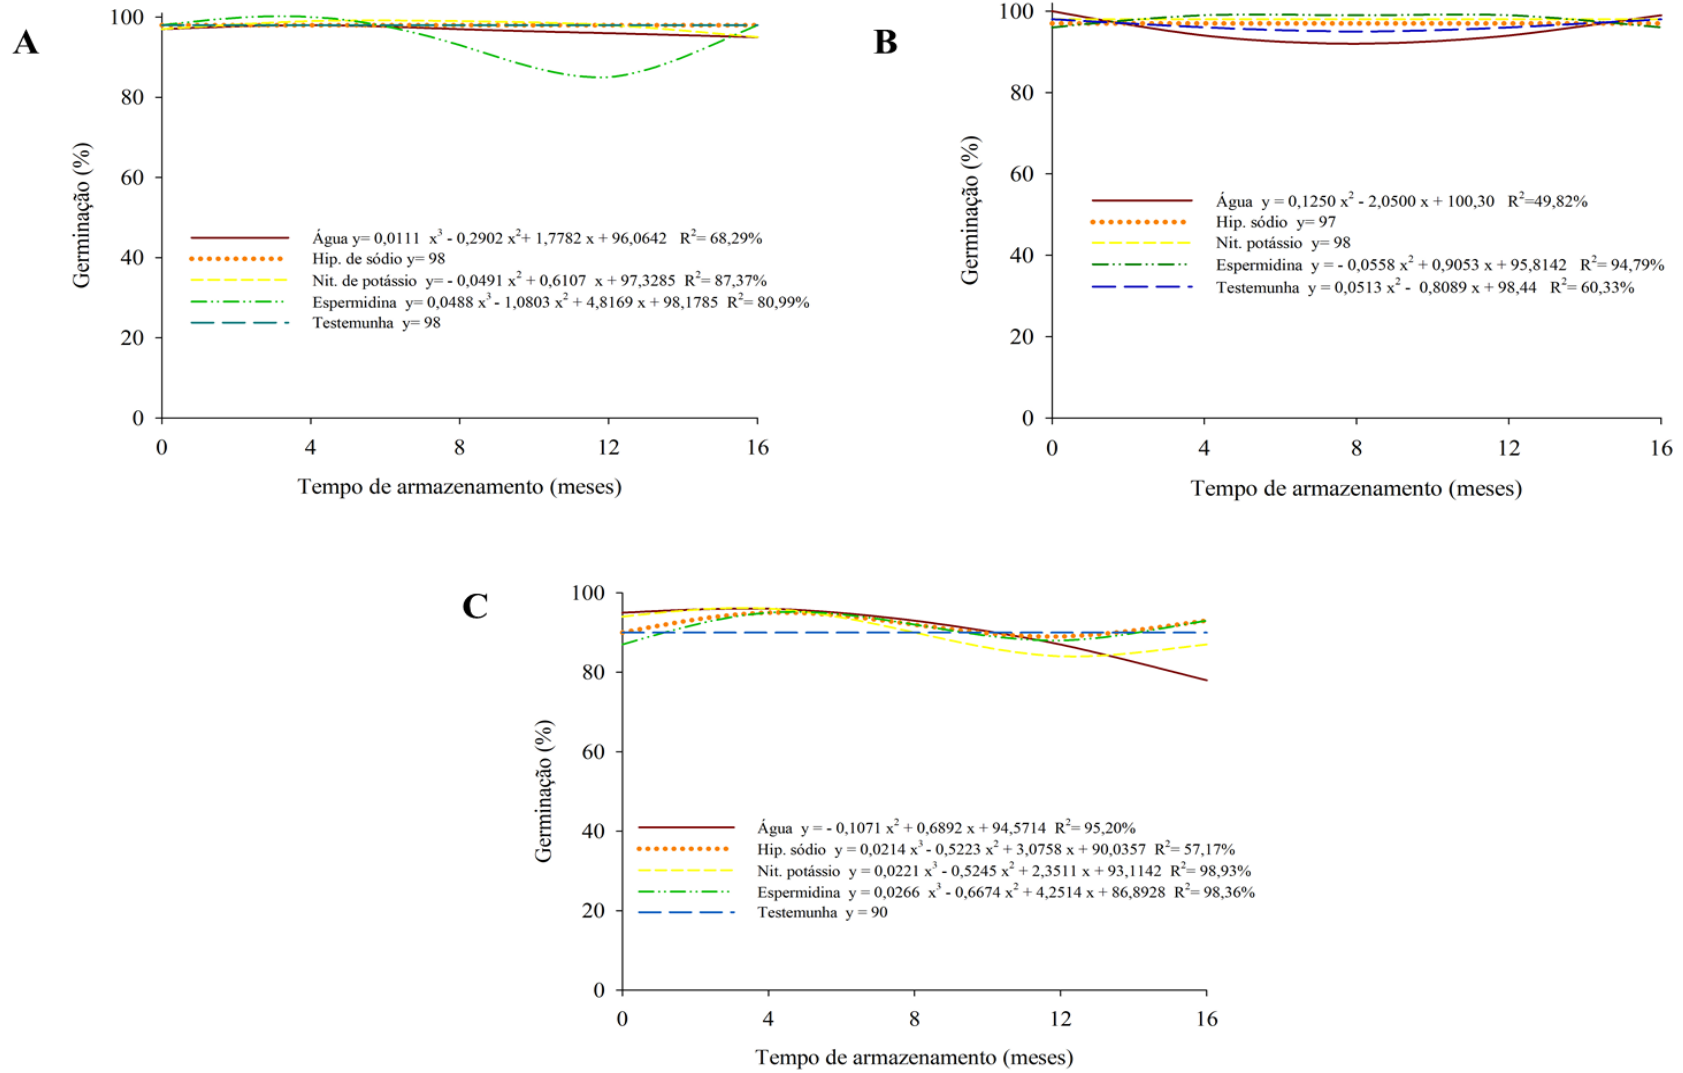 A
100
80
60
40
20
0
Germinação (%)
Água y= 0,0111 x³ - 0,2902 x²+ 1,7782 x + 96,0642 R²= 68,29%
Hip. de sódio y= 98
Nit. de potássio y= - 0,0491 x² + 0,6107 x + 97,3285 R²= 87,37%
Espermidina y= 0,0488 x³ - 1,0803 x² + 4,8169 x + 98,1785 R²= 80,99%
Testemunha y= 98
0 4 8 12 16
Tempo de armazenamento (meses)
B
100
80
60
40
20
0
Germinação (%)
Água y = 0,1250 x² - 2,0500 x + 100,30 R²=49,82%
Hip. sódio y= 97
Nit. potássio y= 98
Espermidina y = - 0,0558 x² + 0,9053 x + 95,8142 R²= 94,79%
Testemunha y = 0,0513 x² - 0,8089 x + 98,44 R²= 60,33%
0 4 8 12 16
Tempo de armazenamento (meses)
C
100
80
60
40
20
0
Germinação (%)
Água y = - 0,1071 x² + 0,6892 x + 94,5714 R²= 95,20%
Hip. sódio y = 0,0214 x³ - 0,5223 x² + 3,0758 x + 90,0357 R²= 57,17%
Nit. potássio y = 0,0221 x³ - 0,5245 x² + 2,3511 x + 93,1142 R²= 98,93%
Espermidina y = 0,0266 x³ - 0,6674 x² + 4,2514 x + 86,8928 R²= 98,36%
Testemunha y = 90
0 4 8 12 16
Tempo de armazenamento (meses)